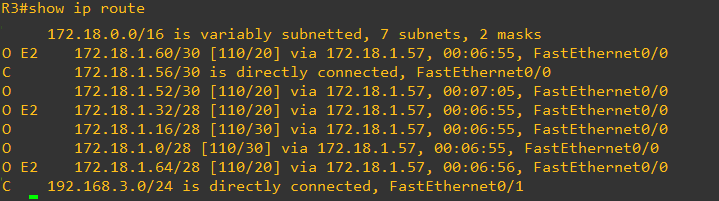 R3#show ip route
172.18.0.0/16 is variably subnetted, 7 subnets, 2 masks
O E2 172.18.1.60/30 [110/20] via 172.18.1.57, 00:06:55, FastEthernet0/0
C 172.18.1.56/30 is directly connected, FastEthernet0/0
O 172.18.1.52/30 [110/20] via 172.18.1.57, 00:07:05, FastEthernet0/0
O E2 172.18.1.32/28 [110/20] via 172.18.1.57, 00:06:55, FastEthernet0/0
O 172.18.1.16/28 [110/30] via 172.18.1.57, 00:06:55, FastEthernet0/0
O 172.18.1.0/28 [110/30] via 172.18.1.57, 00:06:55, FastEthernet0/0
O E2 172.18.1.64/28 [110/20] via 172.18.1.57, 00:06:56, FastEthernet0/0
C 192.168.3.0/24 is directly connected, FastEthernet0/1